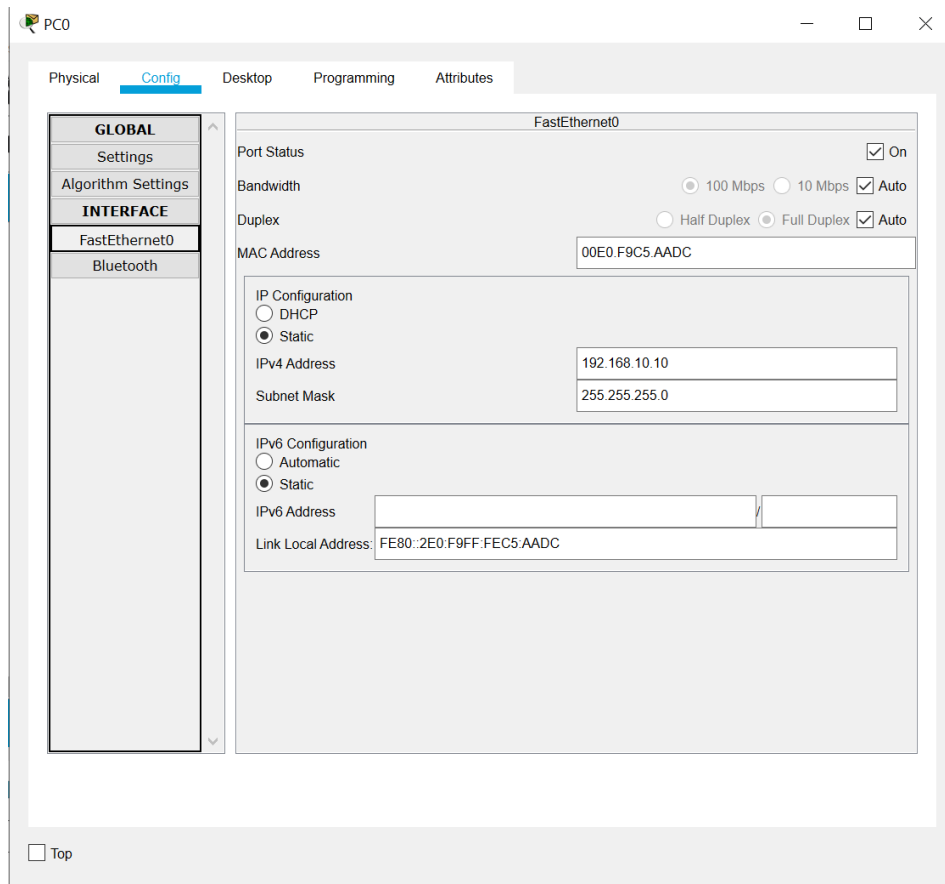 PC0
Physical Config Desktop Programming Attributes
GLOBAL
Settings
Algorithm Settings
INTERFACE
FastEthernet0
Bluetooth
FastEthernet0
Port Status On
Bandwidth 100 Mbps 10 Mbps Auto
Duplex Half Duplex Full Duplex Auto
MAC Address 00E0.F9C5.AADC
IP Configuration
DHCP
Static
IPv4 Address 192.168.10.10
Subnet Mask 255.255.255.0
IPv6 Configuration
Automatic
Static
IPv6 Address /
Link Local Address: FE80::2E0:F9FF:FEC5:AADC
Top